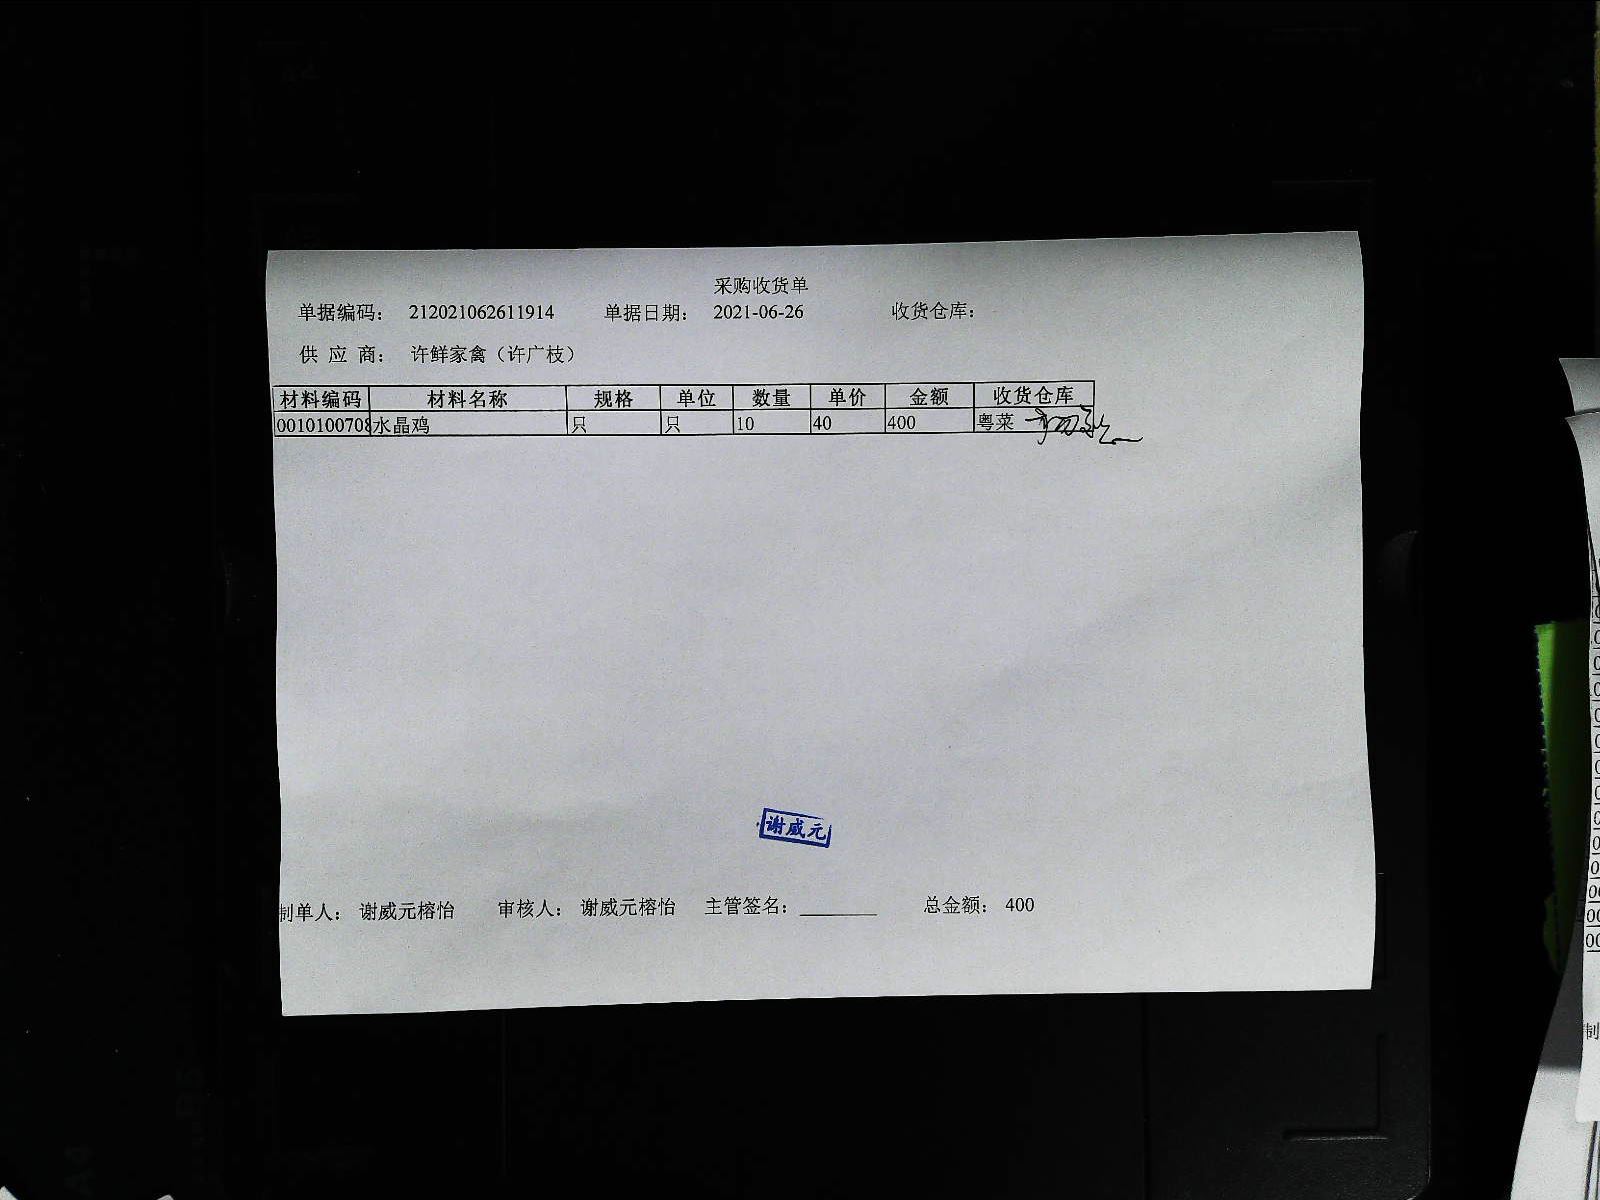 采购收货单
单据编码： 212021062611914 单据日期： 2021-06-26 收货仓库：
供 应 商： 许鲜家禽（许广枝）
材料编码 材料名称 规格 单位 数量 单价 金额 收货仓库
0010100708 水晶鸡 只 只 10 40 400 粤菜
谢威元
制单人： 谢威元榕怡 审核人： 谢威元榕怡 主管签名：________ 总金额： 400